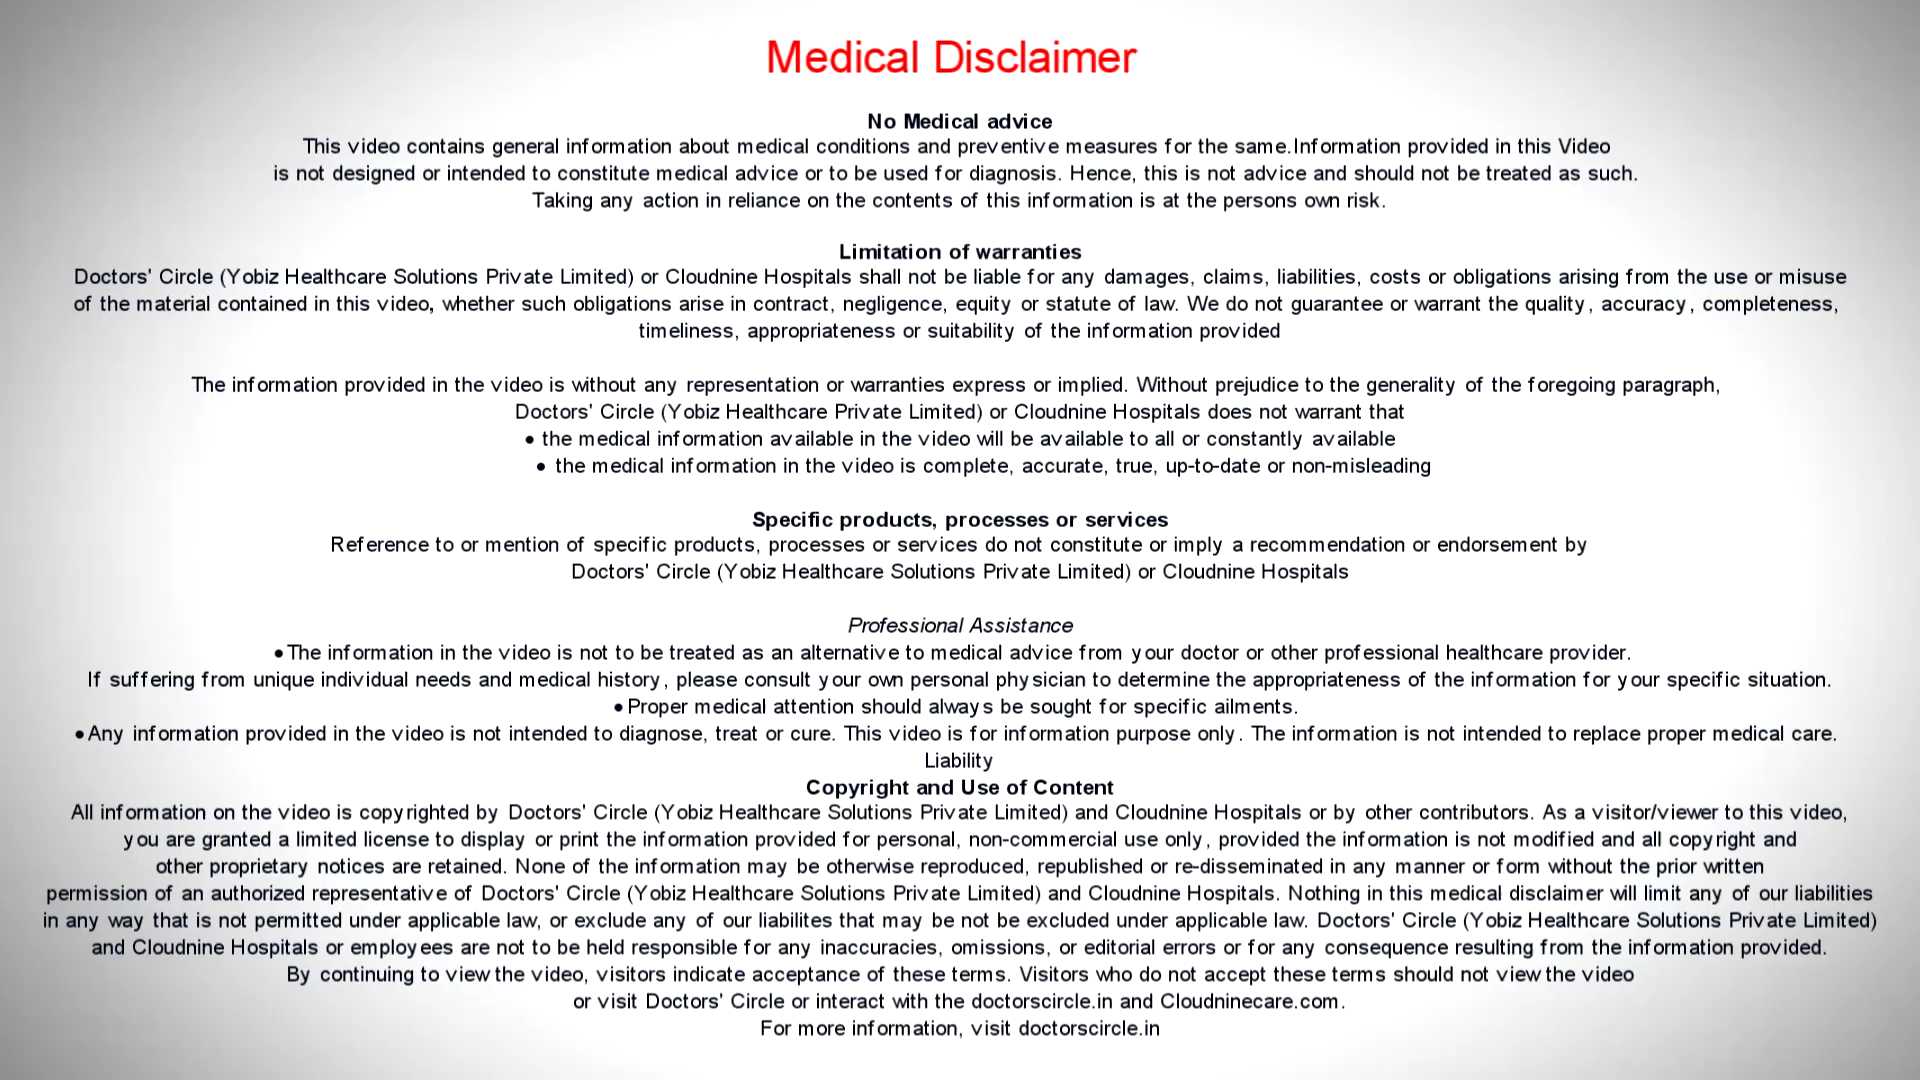 Medical Disclaimer
No Medical advice
This video contains general information about medical conditions and preventive measures for the same.Information provided in this Video
is not designed or intended to constitute medical advice or to be used for diagnosis. Hence, this is not advice and should not be treated as such.
Taking any action in reliance on the contents of this information is at the persons own risk.
Limitation of warranties
Doctors' Circle (Yobiz Healthcare Solutions Private Limited) or Cloudnine Hospitals shall not be liable for any damages, claims, liabilities, costs or obligations arising from the use or misuse
of the material contained in this video, whether such obligations arise in contract, negligence, equity or statute of law. We do not guarantee or warrant the quality, accuracy, completeness,
timeliness, appropriateness or suitability of the information provided
The information provided in the video is without any representation or warranties express or implied. Without prejudice to the generality of the foregoing paragraph,
Doctors' Circle (Yobiz Healthcare Private Limited) or Cloudnine Hospitals does not warrant that
• the medical information available in the video will be available to all or constantly available
• the medical information in the video is complete, accurate, true, up-to-date or non-misleading
Specific products, processes or services
Reference to or mention of specific products, processes or services do not constitute or imply a recommendation or endorsement by
Doctors' Circle (Yobiz Healthcare Solutions Private Limited) or Cloudnine Hospitals
Professional Assistance
•The information in the video is not to be treated as an alternative to medical advice from your doctor or other professional healthcare provider.
If suffering from unique individual needs and medical history, please consult your own personal physician to determine the appropriateness of the information for your specific situation.
•Proper medical attention should always be sought for specific ailments.
•Any information provided in the video is not intended to diagnose, treat or cure. This video is for information purpose only. The information is not intended to replace proper medical care.
Liability
Copyright and Use of Content
All information on the video is copyrighted by Doctors' Circle (Yobiz Healthcare Solutions Private Limited) and Cloudnine Hospitals or by other contributors. As a visitor/viewer to this video,
you are granted a limited license to display or print the information provided for personal, non-commercial use only, provided the information is not modified and all copyright and
other proprietary notices are retained. None of the information may be otherwise reproduced, republished or re-disseminated in any manner or form without the prior written
permission of an authorized representative of Doctors' Circle (Yobiz Healthcare Solutions Private Limited) and Cloudnine Hospitals. Nothing in this medical disclaimer will limit any of our liabilities
in any way that is not permitted under applicable law, or exclude any of our liabilites that may be not be excluded under applicable law. Doctors' Circle (Yobiz Healthcare Solutions Private Limited)
and Cloudnine Hospitals or employees are not to be held responsible for any inaccuracies, omissions, or editorial errors or for any consequence resulting from the information provided.
By continuing to view the video, visitors indicate acceptance of these terms. Visitors who do not accept these terms should not view the video
or visit Doctors' Circle or interact with the doctorscircle.in and Cloudninecare.com.
For more information, visit doctorscircle.in